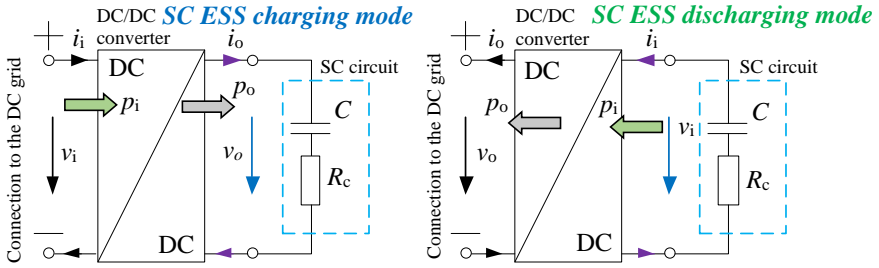 SC ESS charging mode
DC/DC
converter
Connection to the DC grid
i_i
i_o
DC
SC circuit
p_i
p_o
C
v_i
v_o
R_c
DC
SC ESS discharging mode
DC/DC
converter
Connection to the DC grid
i_o
i_i
DC
SC circuit
p_o
p_i
C
v_o
v_i
R_c
DC